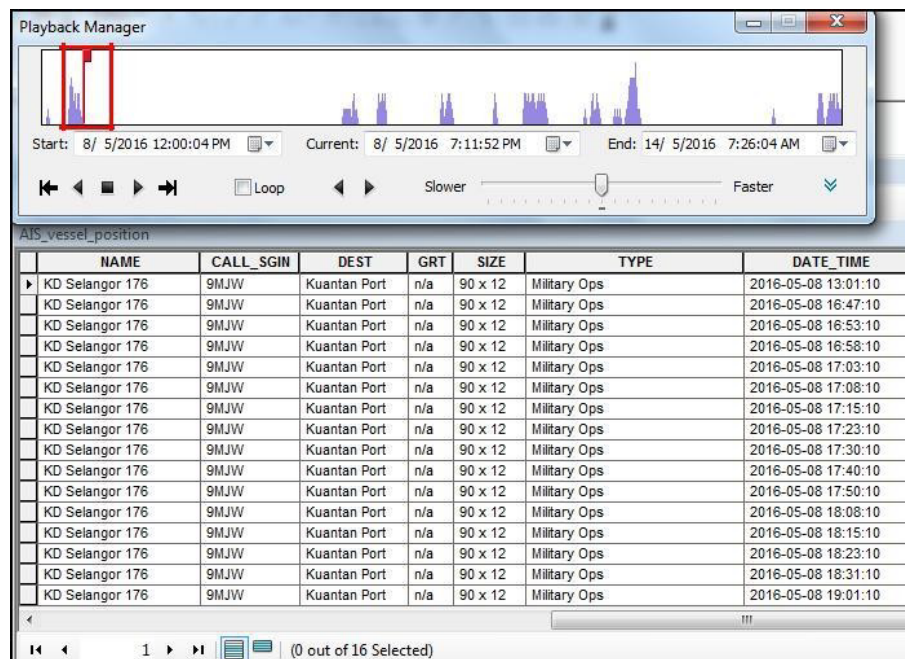 Playback Manager
Start: 8/ 5/2016 12:00:04 PM Current: 8/ 5/2016 7:11:52 PM End: 14/ 5/2016 7:26:04 AM
Loop Slower Faster
AIS_vessel_position
NAME CALL_SGIN DEST GRT SIZE TYPE DATE_TIME
KD Selangor 176 9MJW Kuantan Port n/a 90 x 12 Military Ops 2016-05-08 13:01:10
KD Selangor 176 9MJW Kuantan Port n/a 90 x 12 Military Ops 2016-05-08 16:47:10
KD Selangor 176 9MJW Kuantan Port n/a 90 x 12 Military Ops 2016-05-08 16:53:10
KD Selangor 176 9MJW Kuantan Port n/a 90 x 12 Military Ops 2016-05-08 16:58:10
KD Selangor 176 9MJW Kuantan Port n/a 90 x 12 Military Ops 2016-05-08 17:03:10
KD Selangor 176 9MJW Kuantan Port n/a 90 x 12 Military Ops 2016-05-08 17:08:10
KD Selangor 176 9MJW Kuantan Port n/a 90 x 12 Military Ops 2016-05-08 17:15:10
KD Selangor 176 9MJW Kuantan Port n/a 90 x 12 Military Ops 2016-05-08 17:23:10
KD Selangor 176 9MJW Kuantan Port n/a 90 x 12 Military Ops 2016-05-08 17:30:10
KD Selangor 176 9MJW Kuantan Port n/a 90 x 12 Military Ops 2016-05-08 17:40:10
KD Selangor 176 9MJW Kuantan Port n/a 90 x 12 Military Ops 2016-05-08 17:50:10
KD Selangor 176 9MJW Kuantan Port n/a 90 x 12 Military Ops 2016-05-08 18:08:10
KD Selangor 176 9MJW Kuantan Port n/a 90 x 12 Military Ops 2016-05-08 18:15:10
KD Selangor 176 9MJW Kuantan Port n/a 90 x 12 Military Ops 2016-05-08 18:23:10
KD Selangor 176 9MJW Kuantan Port n/a 90 x 12 Military Ops 2016-05-08 18:31:10
KD Selangor 176 9MJW Kuantan Port n/a 90 x 12 Military Ops 2016-05-08 19:01:10
1 (0 out of 16 Selected)